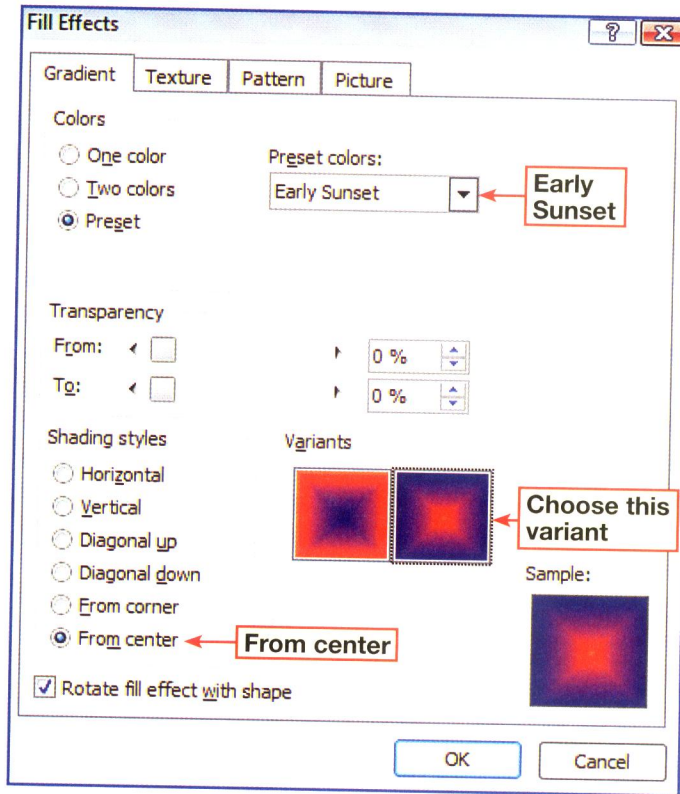 Fill Effects
?
Gradient Texture Pattern Picture
Colors
One color
Two colors
Preset
Preset colors:
Early Sunset
Early
Sunset
Transparency
From:
0 %
To:
0 %
Shading styles
Horizontal
Vertical
Diagonal up
Diagonal down
From corner
From center
From center
Variants
Choose this
variant
Sample:
Rotate fill effect with shape
OK Cancel